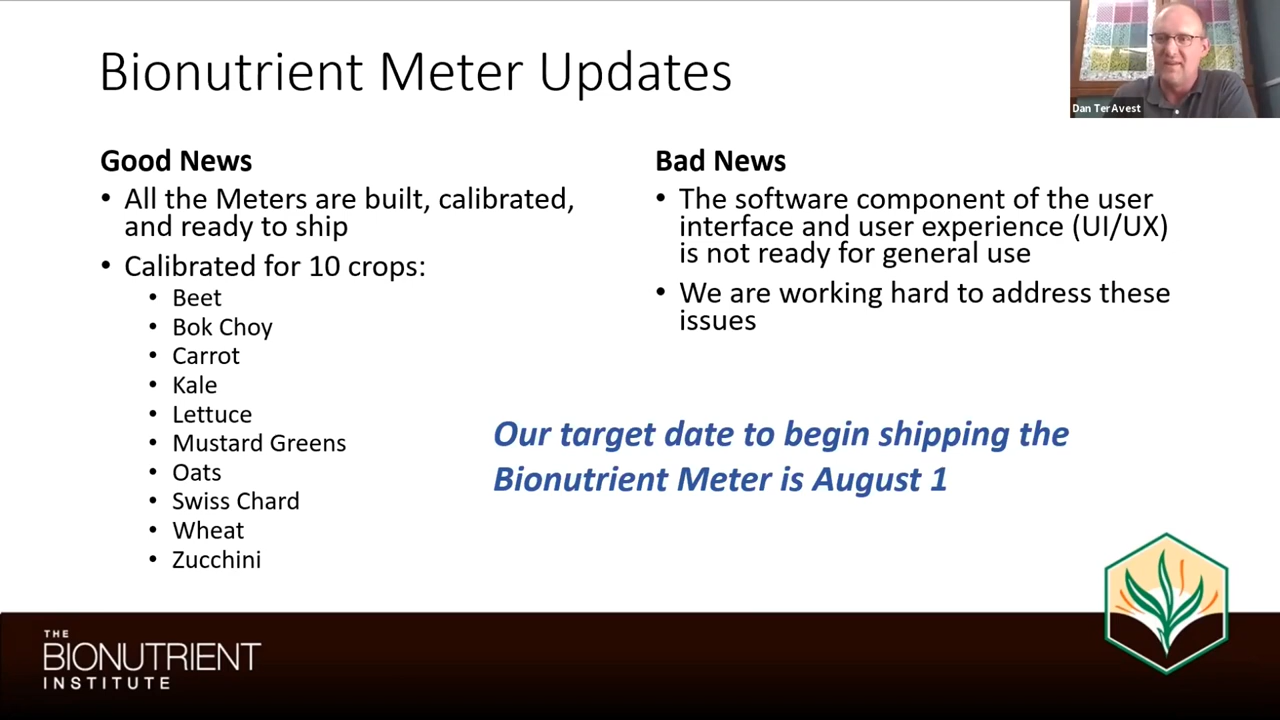 Bionutrient Meter Updates
Dan TerAvest
Good News
• All the Meters are built, calibrated,
and ready to ship
• Calibrated for 10 crops:
• Beet
• Bok Choy
• Carrot
• Kale
• Lettuce
• Mustard Greens
• Oats
• Swiss Chard
• Wheat
• Zucchini
Bad News
• The software component of the user
interface and user experience (UI/UX)
is not ready for general use
• We are working hard to address these
issues
Our target date to begin shipping the
Bionutrient Meter is August 1
THE
BIONUTRIENT
INSTITUTE